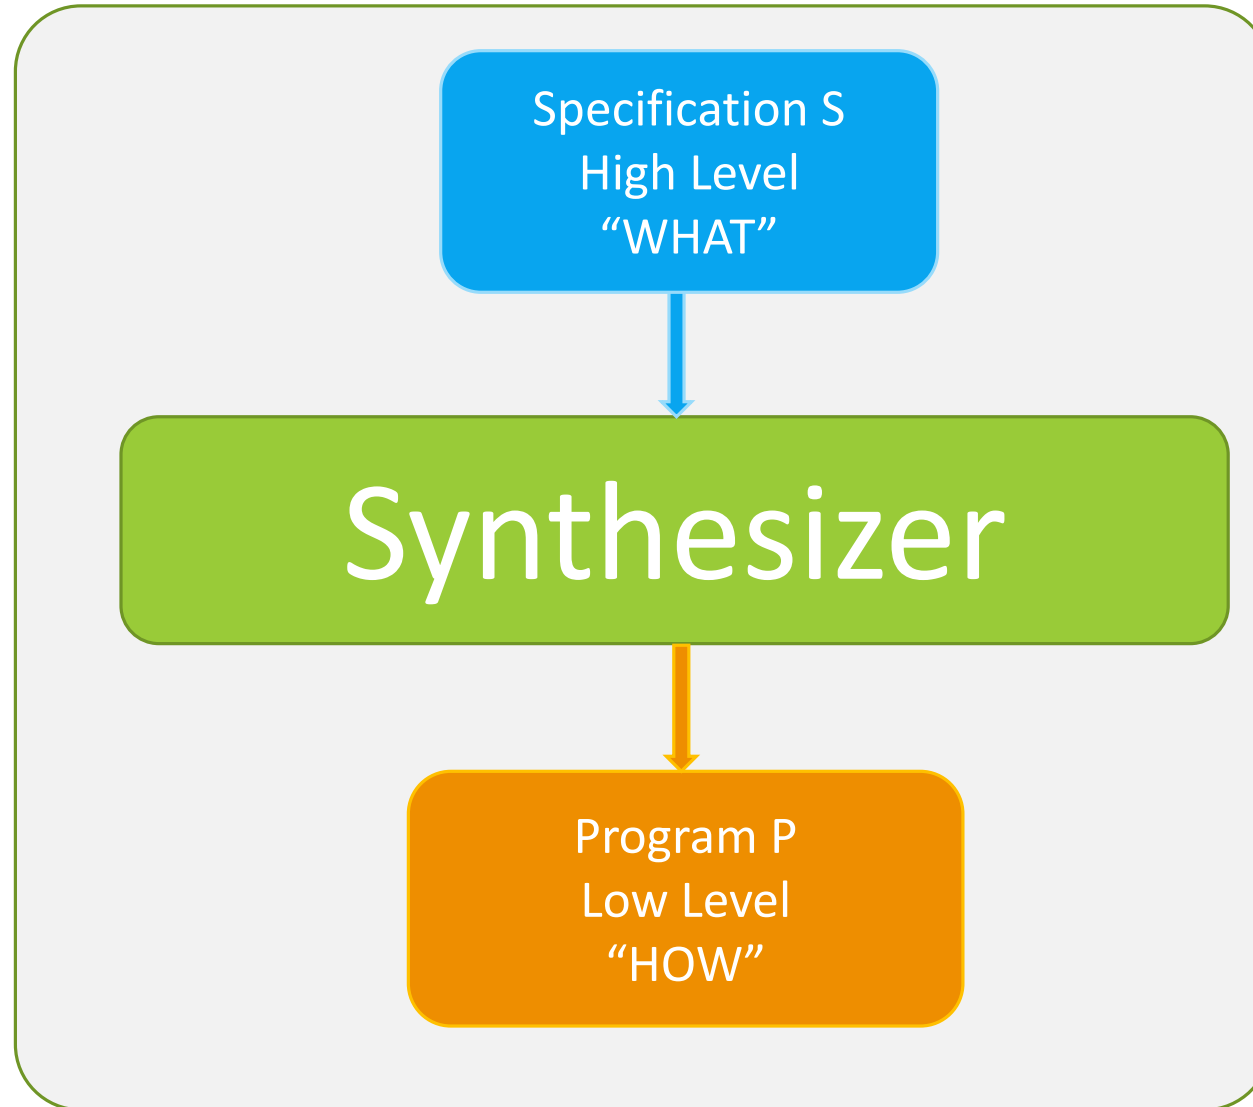 Specification S
High Level
“WHAT”
Synthesizer
Program P
Low Level
“HOW”